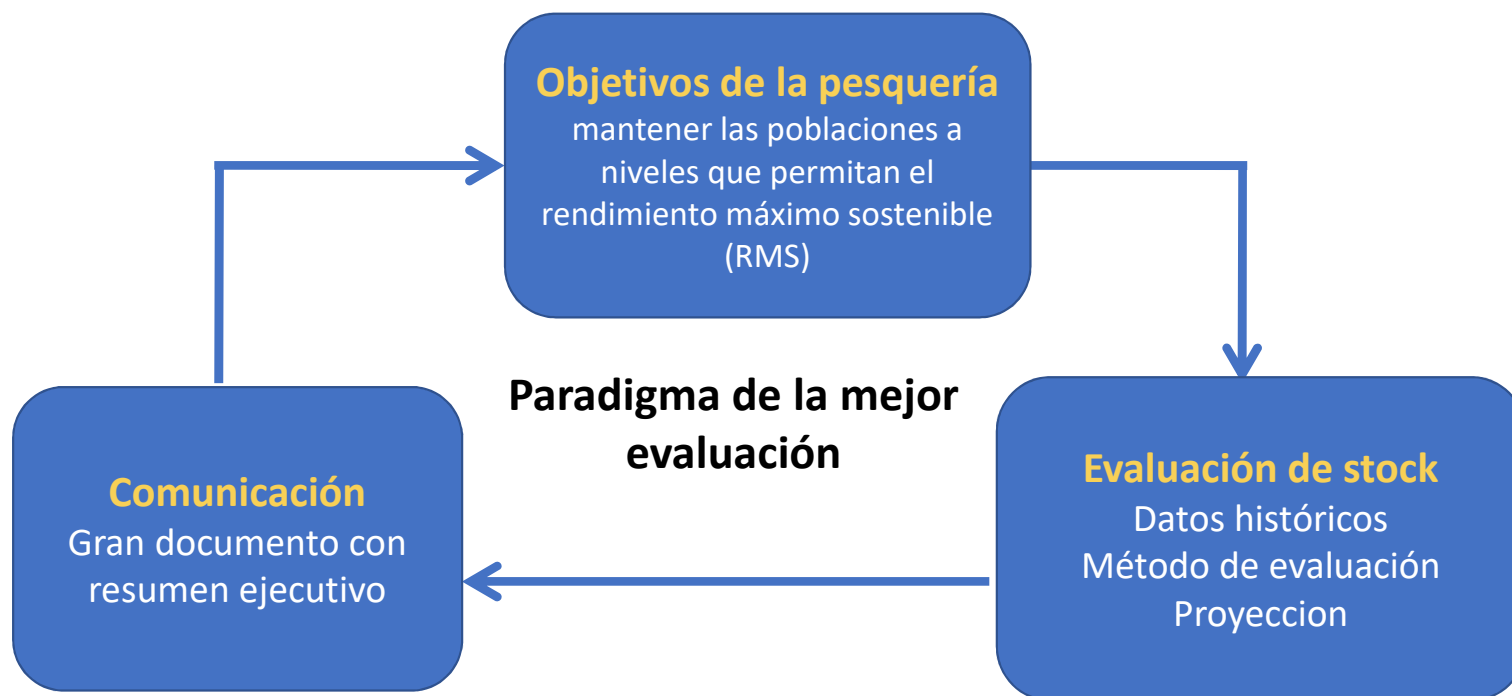 Objetivos de la pesquería
mantener las poblaciones a
niveles que permitan el
rendimiento máximo sostenible
(RMS)
Paradigma de la mejor
evaluación
Comunicación
Gran documento con
resumen ejecutivo
Evaluación de stock
Datos históricos
Método de evaluación
Proyeccion